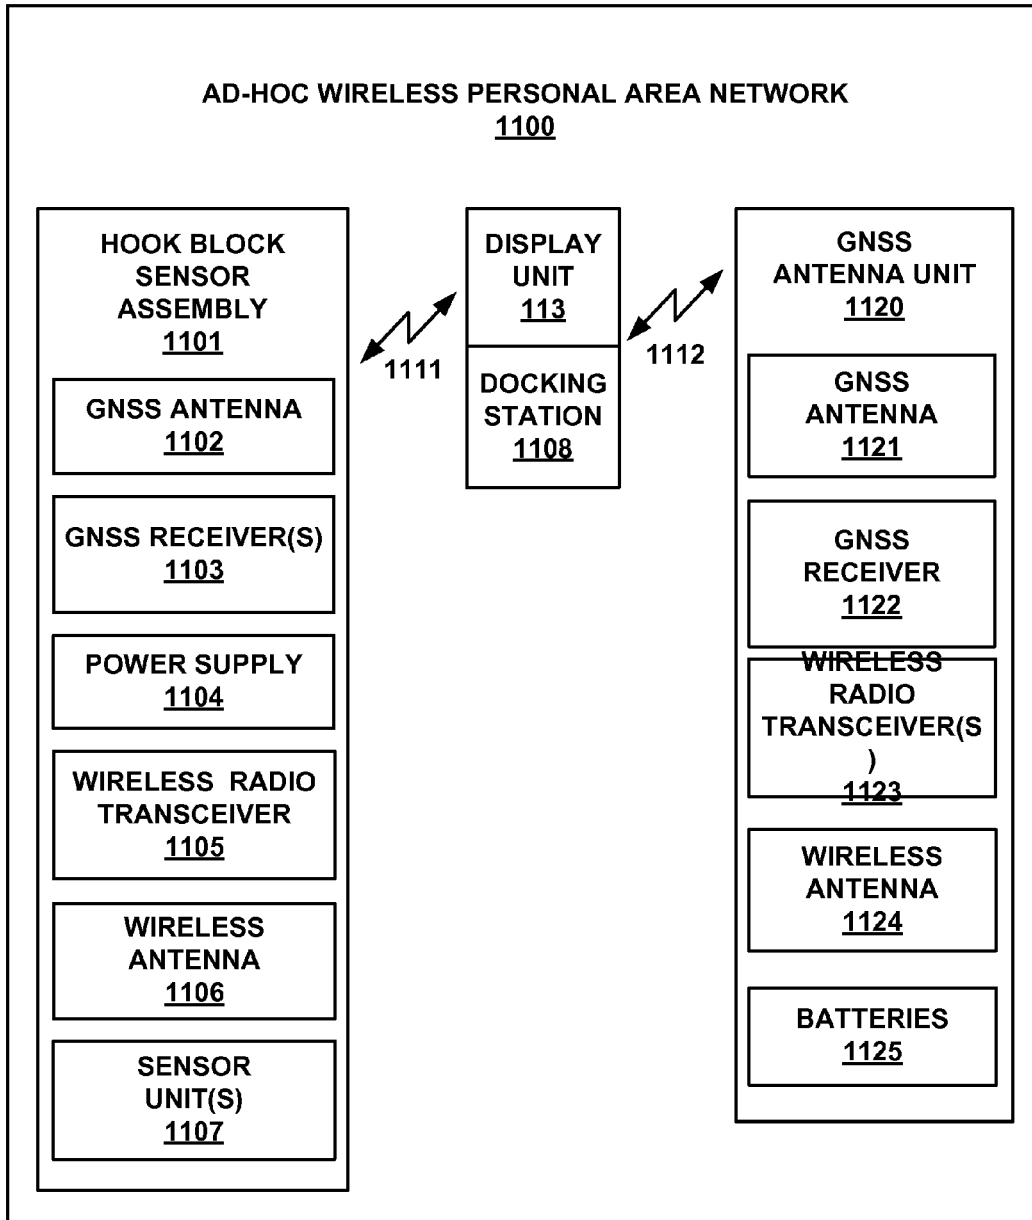 AD-HOC WIRELESS PERSONAL AREA NETWORK
1100
HOOK BLOCK
SENSOR
ASSEMBLY
1101
GNSS ANTENNA
1102
GNSS RECEIVER(S)
1103
POWER SUPPLY
1104
WIRELESS RADIO
TRANSCEIVER
1105
WIRELESS
ANTENNA
1106
SENSOR
UNIT(S)
1107
1111
DISPLAY
UNIT
113
DOCKING
STATION
1108
1112
GNSS
ANTENNA UNIT
1120
GNSS
ANTENNA
1121
GNSS
RECEIVER
1122
WIRELESS
RADIO
TRANSCEIVER(S
)
1123
WIRELESS
ANTENNA
1124
BATTERIES
1125